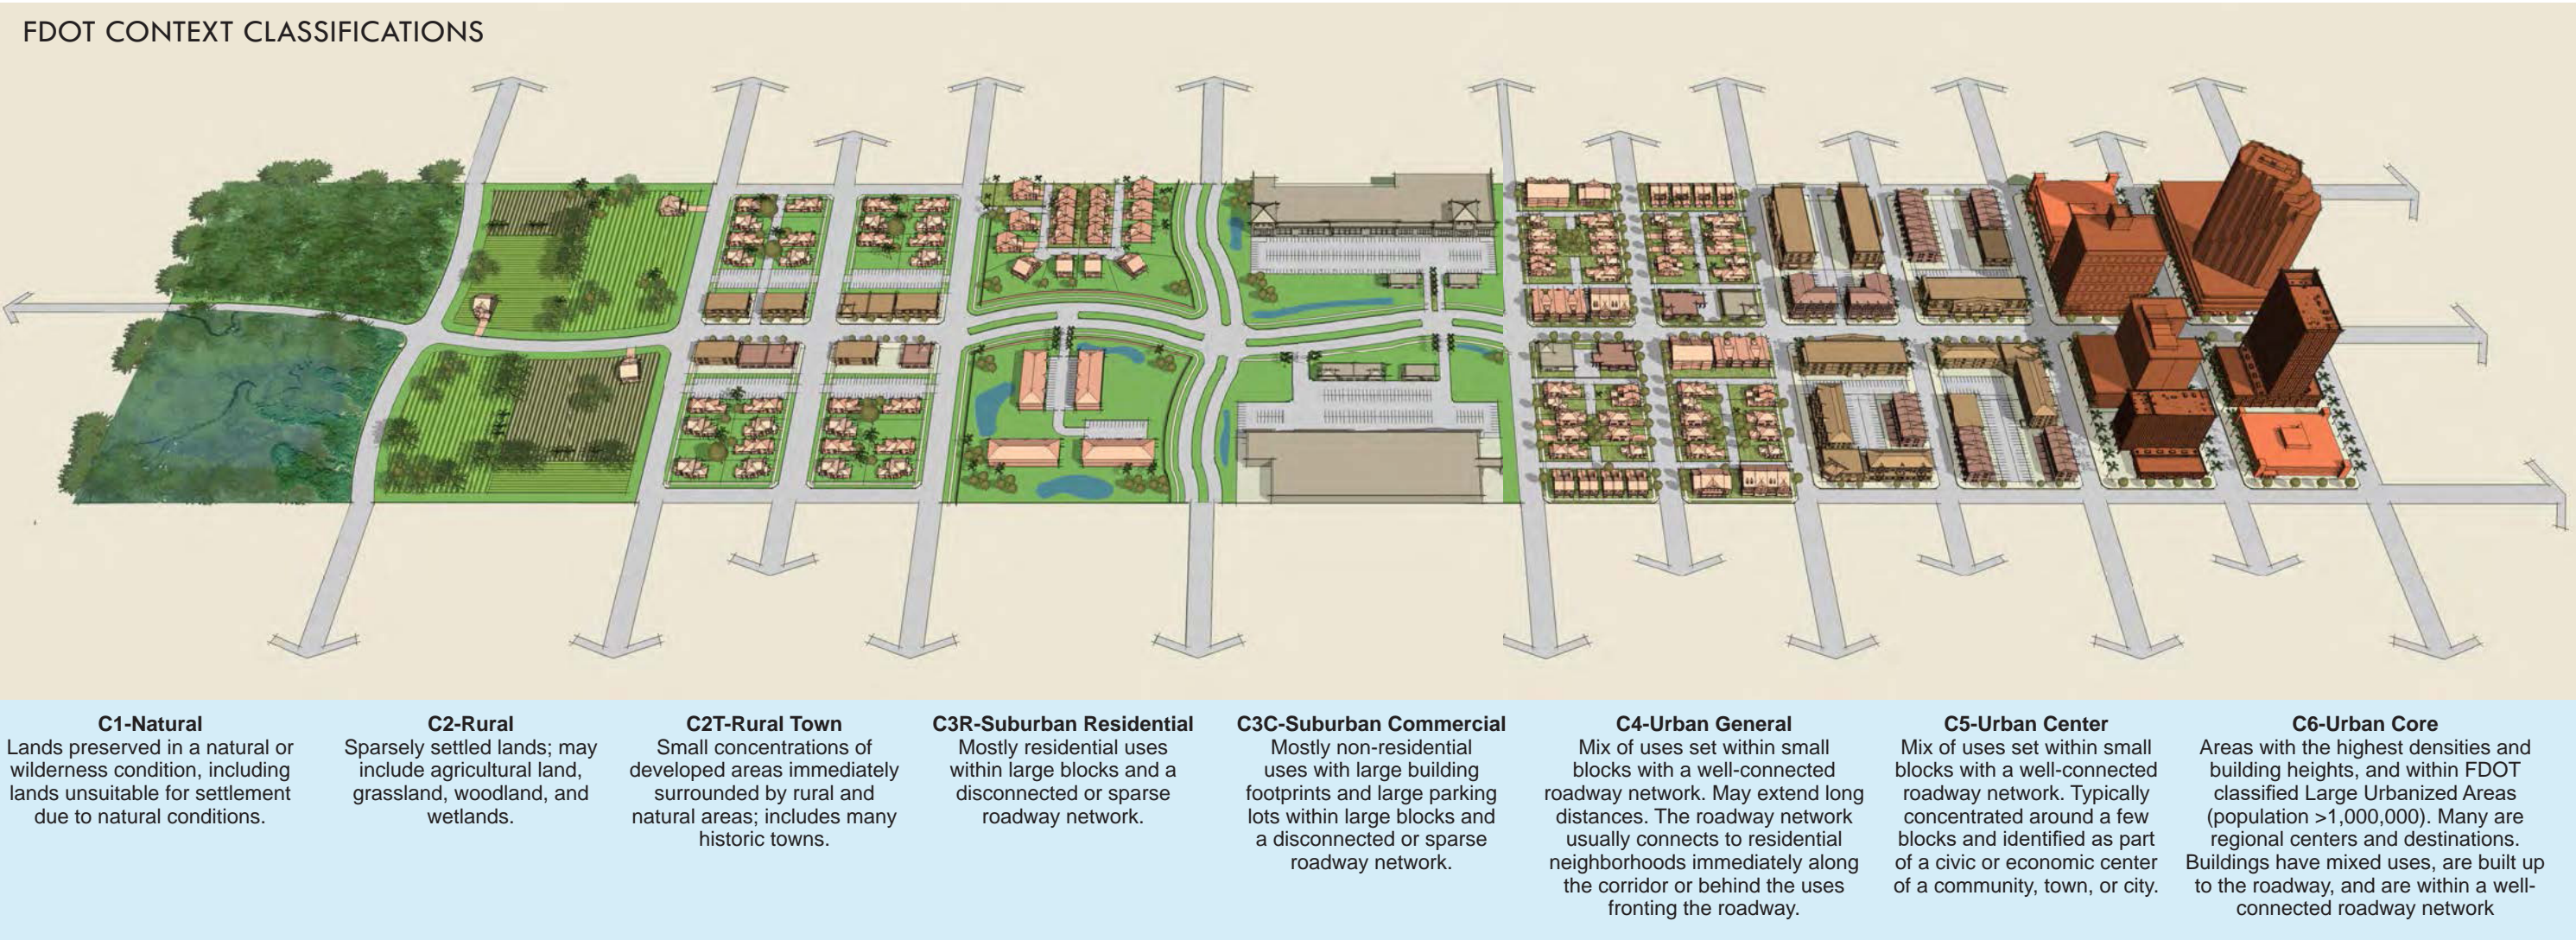 FDOT CONTEXT CLASSIFICATIONS
C1-Natural
Lands preserved in a natural or
wilderness condition, including
lands unsuitable for settlement
due to natural conditions.
C2-Rural
Sparsely settled lands; may
include agricultural land,
grassland, woodland, and
wetlands.
C2T-Rural Town
Small concentrations of
developed areas immediately
surrounded by rural and
natural areas; includes many
historic towns.
C3R-Suburban Residential
Mostly residential uses
within large blocks and a
disconnected or sparse
roadway network.
C3C-Suburban Commercial
Mostly non-residential
uses with large building
footprints and large parking
lots within large blocks and
a disconnected or sparse
roadway network.
C4-Urban General
Mix of uses set within small
blocks with a well-connected
roadway network. May extend long
distances. The roadway network
usually connects to residential
neighborhoods immediately along
the corridor or behind the uses
fronting the roadway.
C5-Urban Center
Mix of uses set within small
blocks with a well-connected
roadway network. Typically
concentrated around a few
blocks and identified as part
of a civic or economic center
of a community, town, or city.
C6-Urban Core
Areas with the highest densities and
building heights, and within FDOT
classified Large Urbanized Areas
(population >1,000,000). Many are
regional centers and destinations.
Buildings have mixed uses, are built up
to the roadway, and are within a well-
connected roadway network